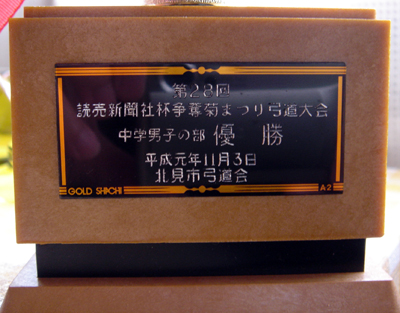 第28回
読売新聞社杯争奪菊まつり弓道大会
中学男子の部 優勝
平成元年11月3日
北見市弓道会
GOLD SHACHI A-2